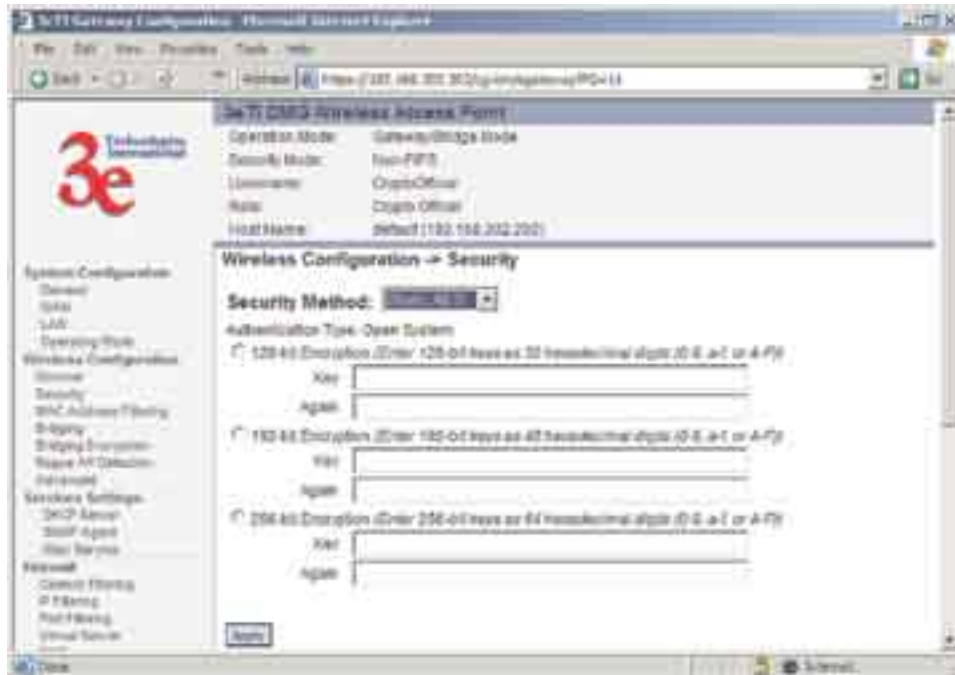 3eTI Gateway Configuration - Microsoft Internet Explorer
File Edit View Favorites Tools Help
Back
Address
Go
3e Technologies International
3eTI DMG Wireless Access Point
Operation Mode: Gateway/Bridge Mode
Security Mode: Non-FIPS
Username: CryptoOfficer
Role: Crypto Officer
Host Name: default
Wireless Configuration -> Security
Security Method:
Authentication Type: Open System
128-bit Encryption (Enter 128-bit keys as 32 hexadecimal digits (0-9, a-f, or A-F))
Key
Again
192-bit Encryption (Enter 192-bit keys as 48 hexadecimal digits (0-9, a-f, or A-F))
Key
Again
256-bit Encryption (Enter 256-bit keys as 64 hexadecimal digits (0-9, a-f, or A-F))
Key
Again
Apply
System Configuration
General
WAN
LAN
Operating Mode
Wireless Configuration
General
Security
MAC Address Filtering
Bridging
Bridging Encryption
Rogue AP Detection
Advanced
Services Settings
DHCP Server
SNMP Agent
Misc Service
Firewall
Content Filtering
IP Filtering
Port Filtering
Virtual Server
Done
Internet